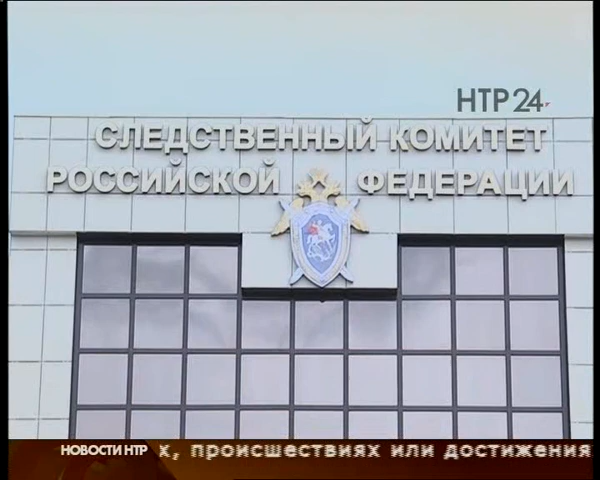 НТР24
СЛЕДСТВЕННЫЙ КОМИТЕТ
РОССИЙСКОЙ ФЕДЕРАЦИИ
НОВОСТИ НТР х, происшествиях или достижения